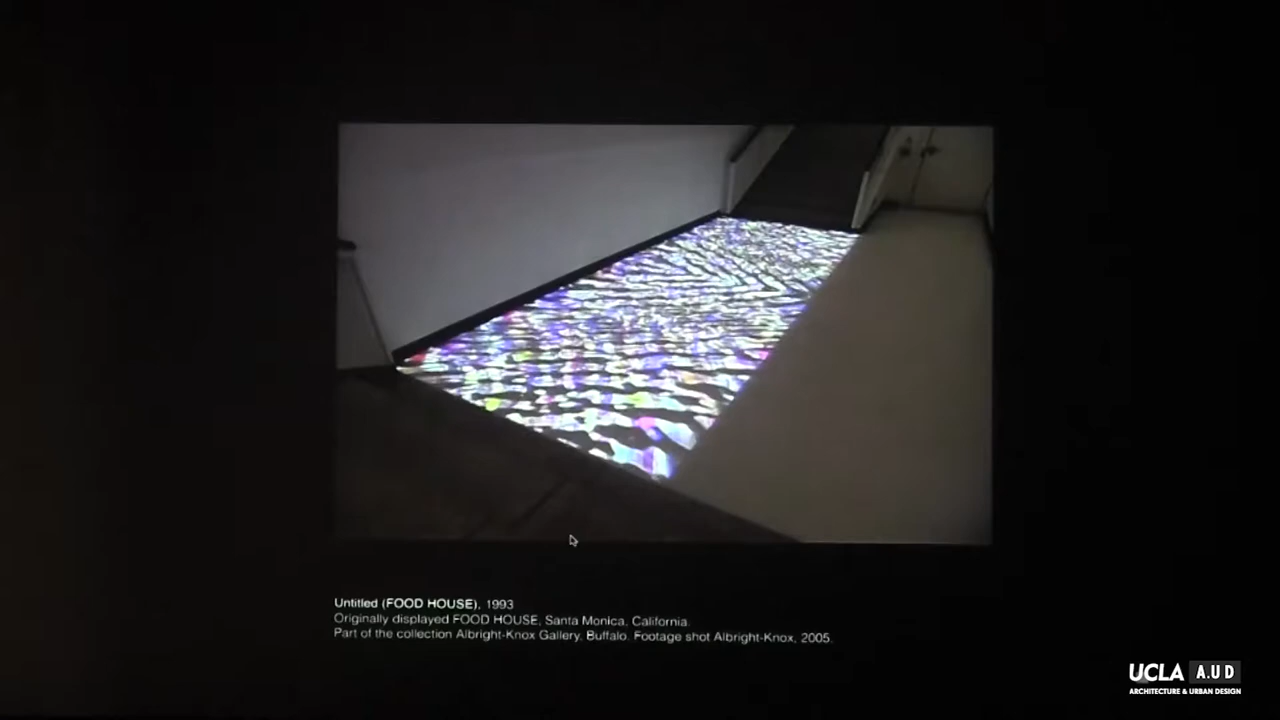 Untitled (FOOD HOUSE), 1993
Originally displayed FOOD HOUSE, Santa Monica, California.
Part of the collection Albright-Knox Gallery, Buffalo. Footage shot Albright-Knox, 2005.
UCLA A.UD
ARCHITECTURE & URBAN DESIGN